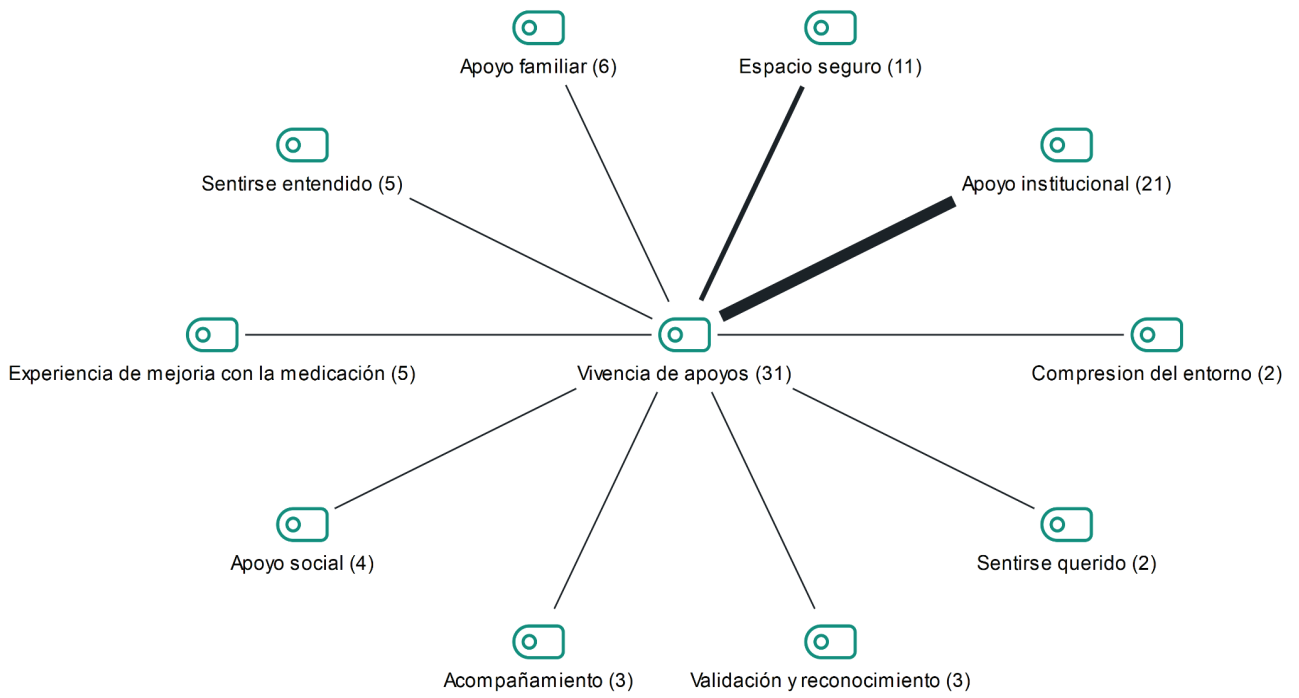 Apoyo familiar (6)
Espacio seguro (11)
Sentirse entendido (5)
Apoyo institucional (21)
Experiencia de mejoria con la medicación (5)
Vivencia de apoyos (31)
Compresion del entorno (2)
Apoyo social (4)
Sentirse querido (2)
Acompañamiento (3)
Validación y reconocimiento (3)